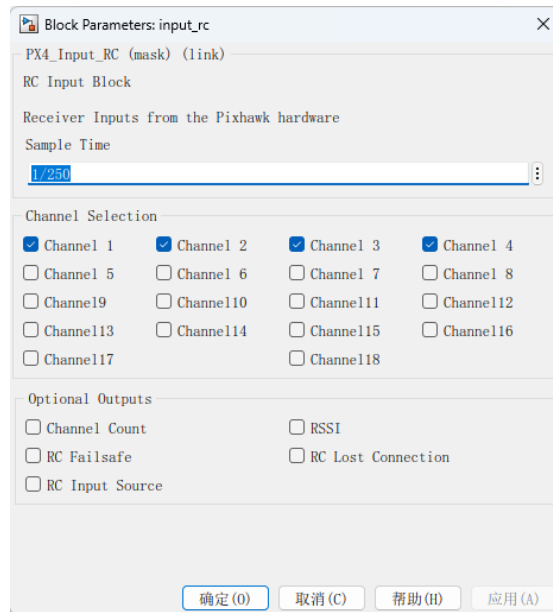 Block Parameters: input_rc
PX4_Input_RC (mask) (link)
RC Input Block
Receiver Inputs from the Pixhawk hardware
Sample Time
1/250
Channel Selection
Channel 1 Channel 2 Channel 3 Channel 4
Channel 5 Channel 6 Channel 7 Channel 8
Channel9 Channel10 Channel11 Channel12
Channel13 Channel14 Channel15 Channel16
Channel17 Channel18
Optional Outputs
Channel Count RSSI
RC Failsafe RC Lost Connection
RC Input Source
确定(O) 取消(C) 帮助(H) 应用(A)